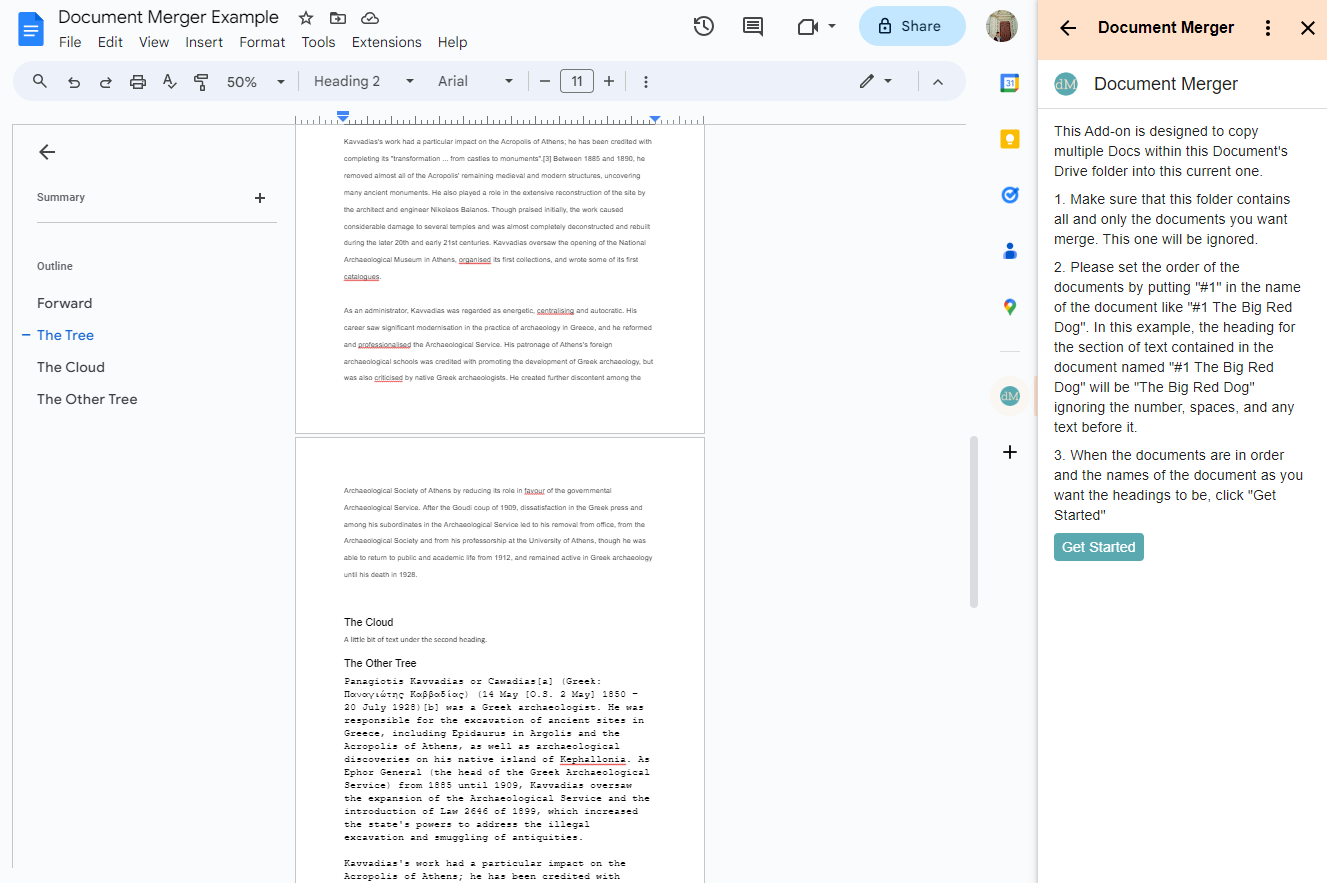 Document Merger Example
File Edit View Insert Format Tools Extensions Help
Share
50% Heading 2 Arial 11
Summary
Outline
Forward
The Tree
The Cloud
The Other Tree
Kavvadias's work had a particular impact on the Acropolis of Athens; he has been credited with
completing its "transformation ... from castles to monuments".[3] Between 1885 and 1890, he
removed almost all of the Acropolis' remaining medieval and modern structures, uncovering
many ancient monuments. He also played a role in the extensive reconstruction of the site by
the architect and engineer Nikolaos Balanos. Though praised initially, the work caused
considerable damage to several temples and was almost completely deconstructed and rebuilt
during the later 20th and early 21st centuries. Kavvadias oversaw the opening of the National
Archaeological Museum in Athens, organised its first collections, and wrote some of its first
catalogues.
As an administrator, Kavvadias was regarded as energetic, centralising and autocratic. His
career saw significant modernisation in the practice of archaeology in Greece, and he reformed
and professionalised the Archaeological Service. His patronage of Athens's foreign
archaeological schools was credited with promoting the development of Greek archaeology, but
was also criticised by native Greek archaeologists. He created further discontent among the
Archaeological Society of Athens by reducing its role in favour of the governmental
Archaeological Service. After the Goudi coup of 1909, dissatisfaction in the Greek press and
among his subordinates in the Archaeological Service led to his removal from office, from the
Archaeological Society and from his professorship at the University of Athens, though he was
able to return to public and academic life from 1912, and remained active in Greek archaeology
until his death in 1928.
The Cloud
A little bit of text under the second heading.
The Other Tree
Panagiotis Kavvadias or Cawadias[a] (Greek:
Παναγιώτης Καββαδίας) (14 May [O.S. 2 May] 1850 –
20 July 1928)[b] was a Greek archaeologist. He was
responsible for the excavation of ancient sites in
Greece, including Epidaurus in Argolis and the
Acropolis of Athens, as well as archaeological
discoveries on his native island of Kephallonia. As
Ephor General (the head of the Greek Archaeological
Service) from 1885 until 1909, Kavvadias oversaw
the expansion of the Archaeological Service and the
introduction of Law 2646 of 1899, which increased
the state's powers to address the illegal
excavation and smuggling of antiquities.
Kavvadias's work had a particular impact on the
Acropolis of Athens; he has been credited with
31
dM
Document Merger
dM Document Merger
This Add-on is designed to copy
multiple Docs within this Document's
Drive folder into this current one.
1. Make sure that this folder contains
all and only the documents you want
merge. This one will be ignored.
2. Please set the order of the
documents by putting "#1" in the name
of the document like "#1 The Big Red
Dog". In this example, the heading for
the section of text contained in the
document named "#1 The Big Red
Dog" will be "The Big Red Dog"
ignoring the number, spaces, and any
text before it.
3. When the documents are in order
and the names of the document as you
want the headings to be, click "Get
Started"
Get Started